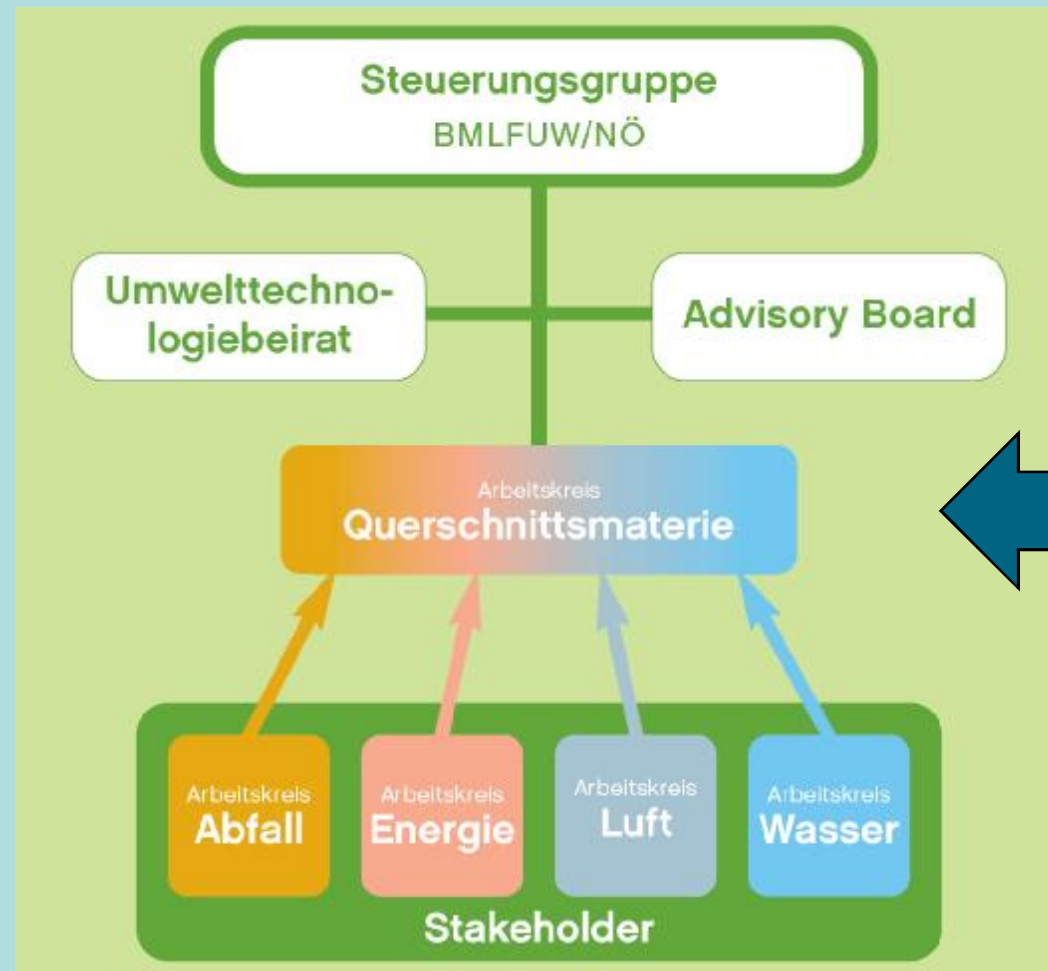 Steuerungsgruppe
BMLFUW/NÖ
Umwelttechno-
logiebeirat
Advisory Board
Arbeitskreis
Querschnittsmaterie
Arbeitskreis
Abfall
Arbeitskreis
Energie
Arbeitskreis
Luft
Arbeitskreis
Wasser
Stakeholder